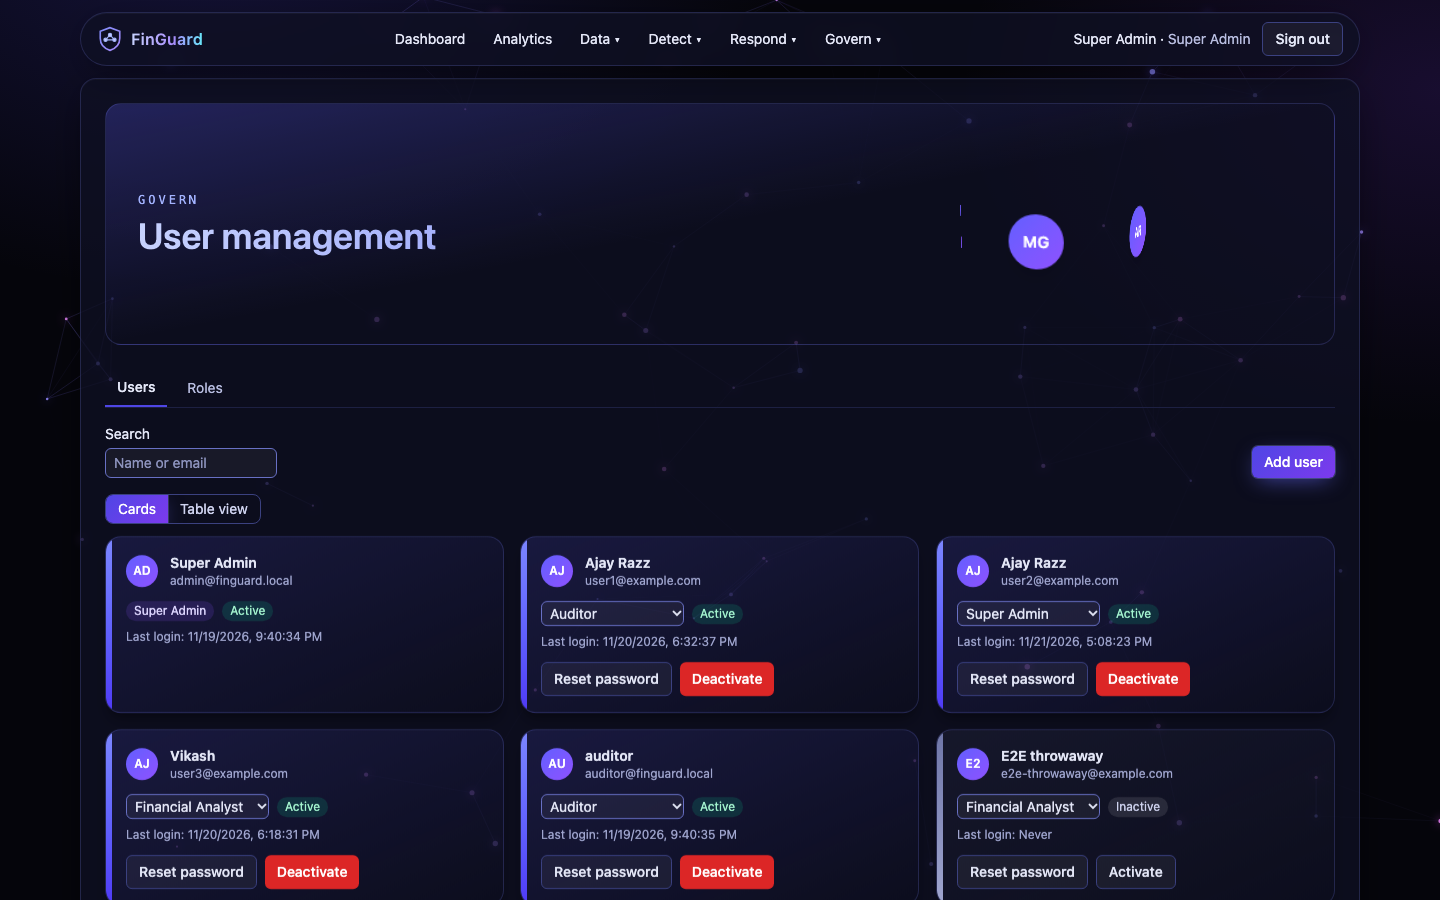 FinGuard
Dashboard Analytics Data ▾ Detect ▾ Respond ▾ Govern ▾
Super Admin · Super Admin Sign out
GOVERN
User management
MG
Users Roles
Search
Name or email
Add user
Cards Table view
AD Super Admin
admin@finguard.local
Super Admin Active
Last login: 11/19/2026, 9:40:34 PM
AJ Ajay Razz
user1@example.com
Auditor Active
Last login: 11/20/2026, 6:32:37 PM
Reset password Deactivate
AJ Ajay Razz
user2@example.com
Super Admin Active
Last login: 11/21/2026, 5:08:23 PM
Reset password Deactivate
AJ Vikash
user3@example.com
Financial Analyst Active
Last login: 11/20/2026, 6:18:31 PM
Reset password Deactivate
AU auditor
auditor@finguard.local
Auditor Active
Last login: 11/19/2026, 9:40:35 PM
Reset password Deactivate
E2 E2E throwaway
e2e-throwaway@example.com
Financial Analyst Inactive
Last login: Never
Reset password Activate